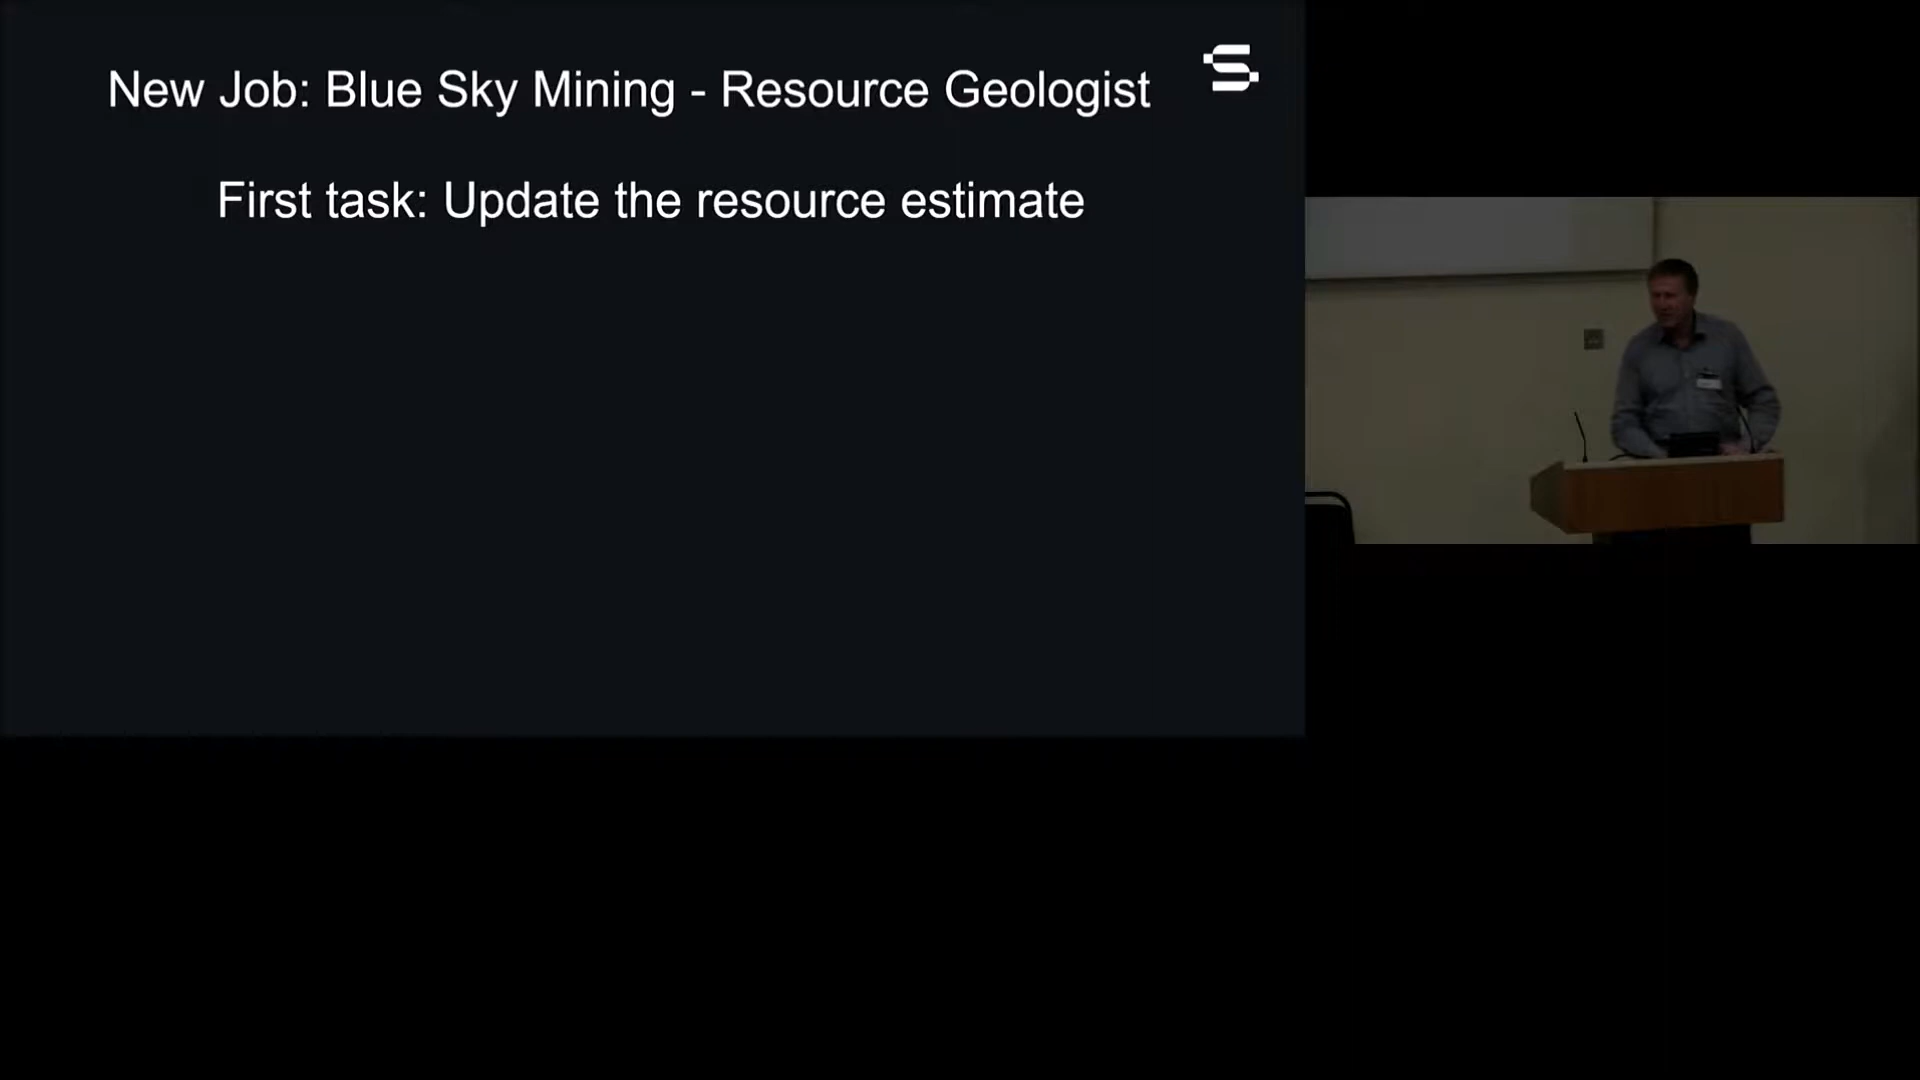 New Job: Blue Sky Mining - Resource Geologist
First task: Update the resource estimate